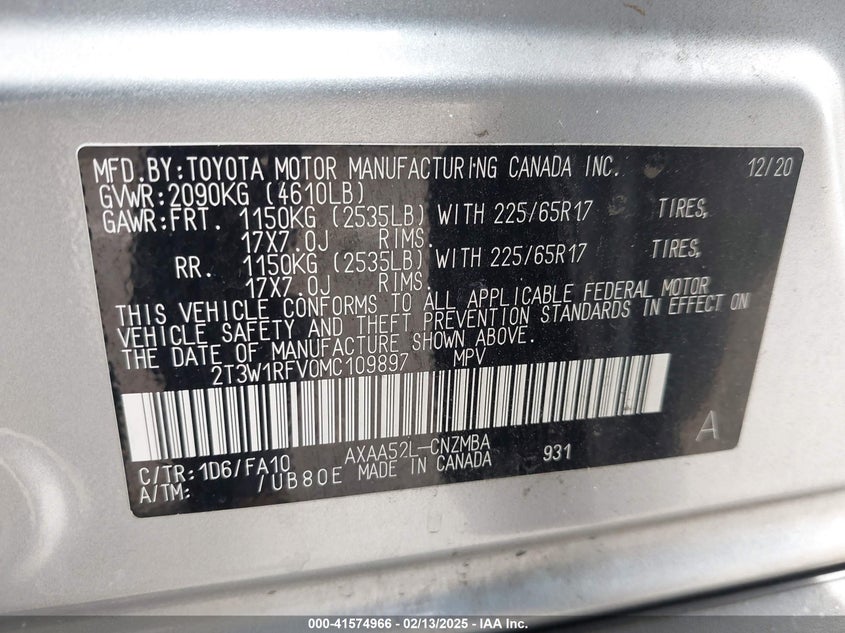 MFD.BY:TOYOTA MOTOR MANUFACTURING CANADA INC. 12/20
GVWR:2090KG (4610LB)
GAWR:FRT. 1150KG (2535LB) WITH 225/65R17 TIRES,
17X7.0J RIMS.
RR. 1150KG (2535LB) WITH 225/65R17 TIRES,
17X7.0J RIMS.
THIS VEHICLE CONFORMS TO ALL APPLICABLE FEDERAL MOTOR
VEHICLE SAFETY AND THEFT PREVENTION STANDARDS IN EFFECT ON
THE DATE OF MANUFACTURE SHOWN ABOVE.
2T3W1RFV0MC109897 MPV
A
AXAA52L-CNZMBA 931
C/TR:1D6/FA10
A/TM: /UB80E MADE IN CANADA
000-41574966 — 02/13/2025 — IAA Inc.